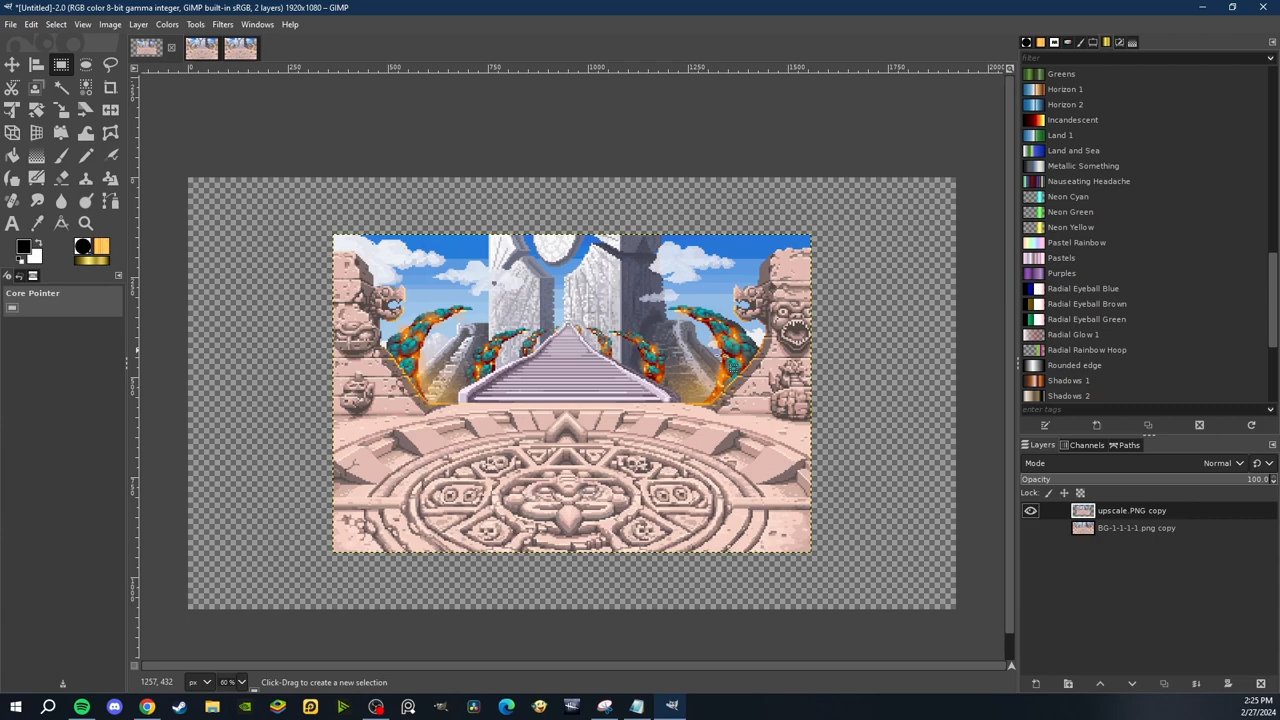 *[Untitled]-2.0 (RGB color 8-bit gamma integer, GIMP built-in sRGB, 2 layers) 1920x1080 – GIMP
File Edit Select View Image Layer Colors Tools Filters Windows Help
Core Pointer
0 250 500 750 1000 1250 1500 1750 2000
filter
Greens
Horizon 1
Horizon 2
Incandescent
Land 1
Land and Sea
Metallic Something
Nauseating Headache
Neon Cyan
Neon Green
Neon Yellow
Pastel Rainbow
Pastels
Purples
Radial Eyeball Blue
Radial Eyeball Brown
Radial Eyeball Green
Radial Glow 1
Radial Rainbow Hoop
Rounded edge
Shadows 1
Shadows 2
enter tags
Layers Channels Paths
Mode Normal
Opacity 100.0
Lock:
upscale.PNG copy
BG-1-1-1-1.png copy
1257, 432 px 60 % Click-Drag to create a new selection
2:25 PM
2/27/2024